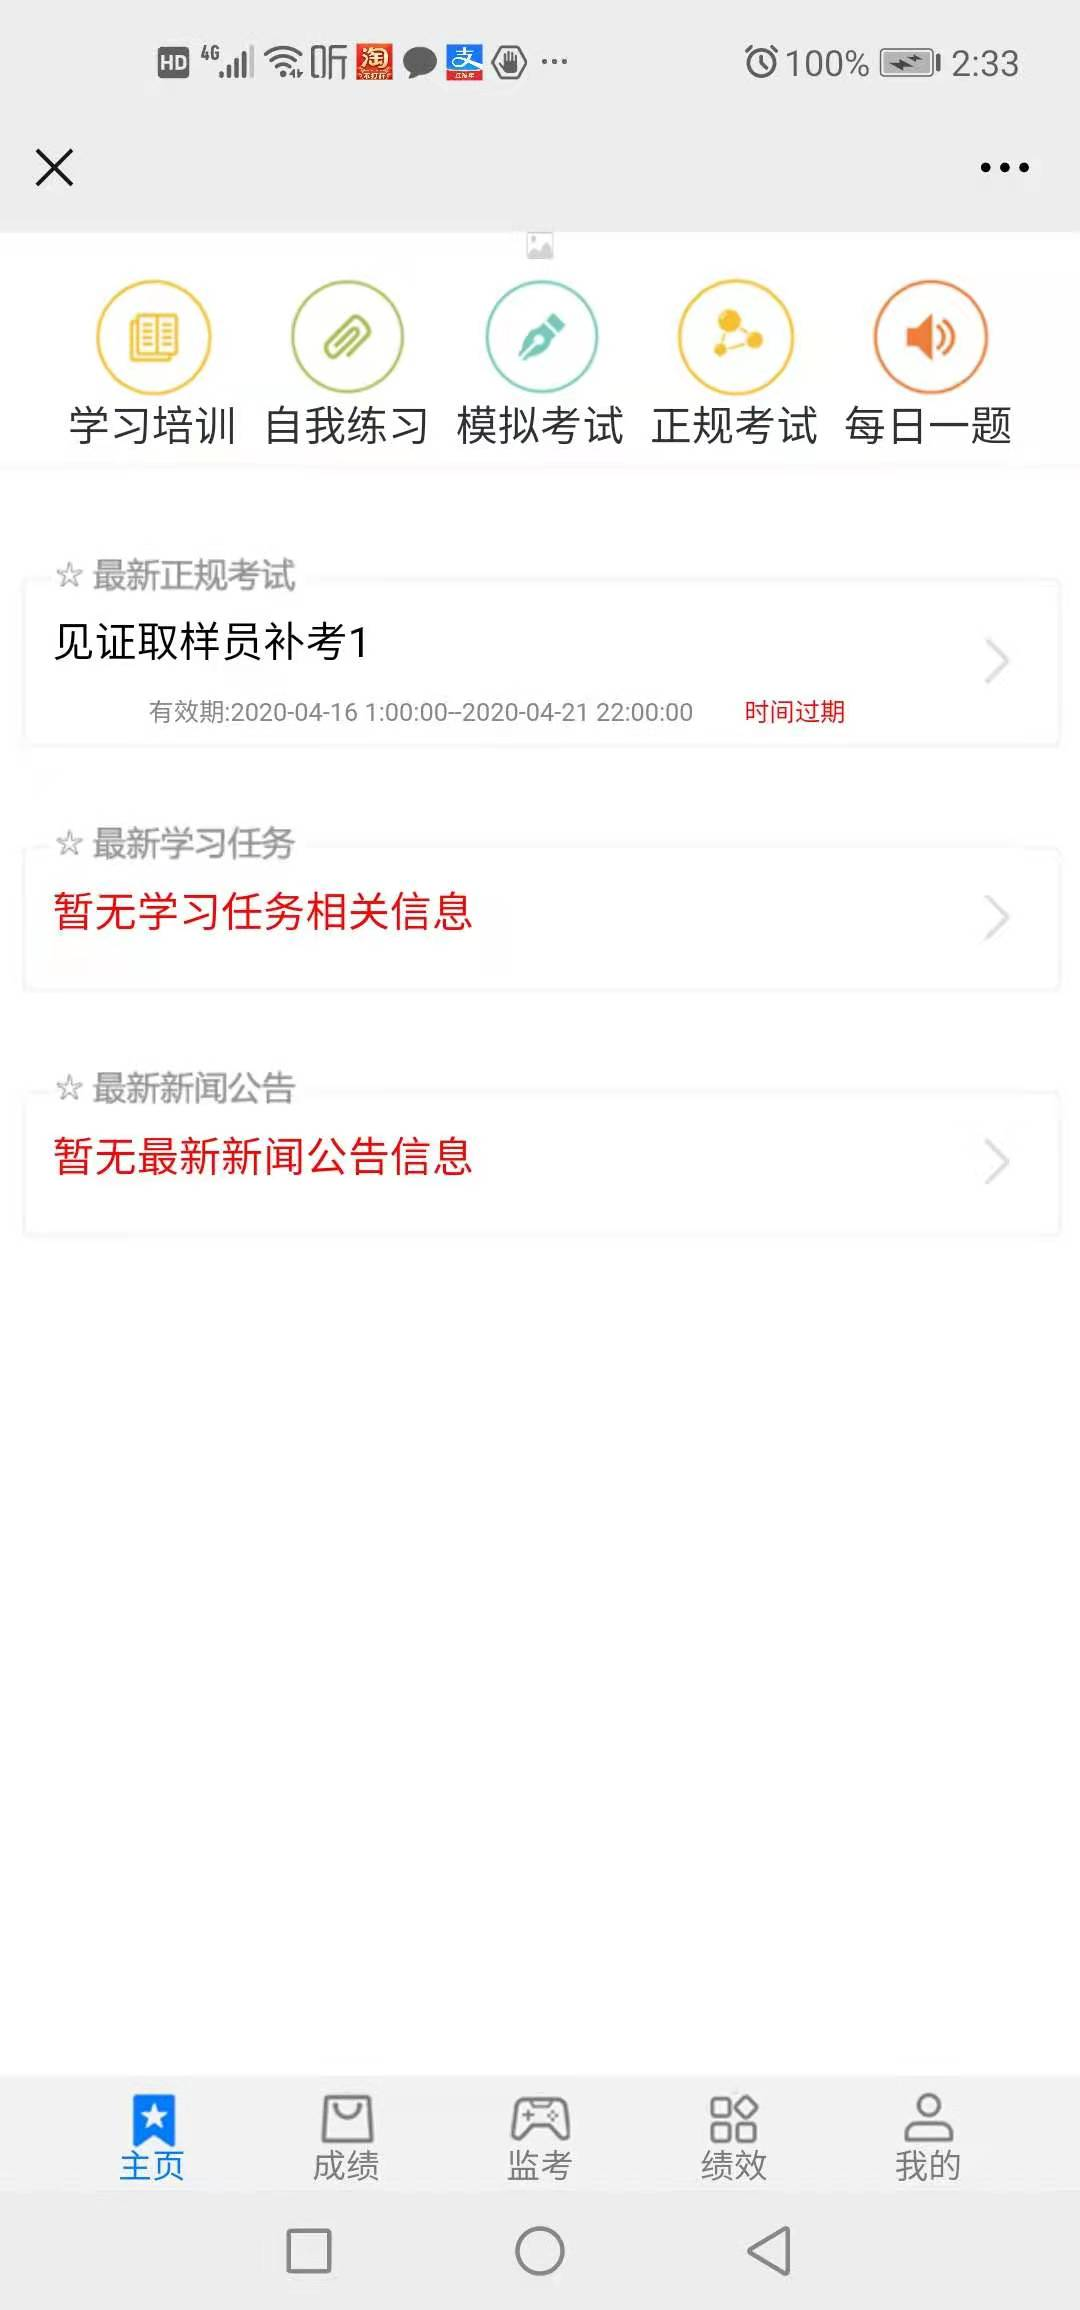 HD 4G 听 淘 支 ... 100% 2:33
学习培训 自我练习 模拟考试 正规考试 每日一题
☆ 最新正规考试
见证取样员补考1
有效期:2020-04-16 1:00:00--2020-04-21 22:00:00 时间过期
☆ 最新学习任务
暂无学习任务相关信息
☆ 最新新闻公告
暂无最新新闻公告信息
主页 成绩 监考 绩效 我的